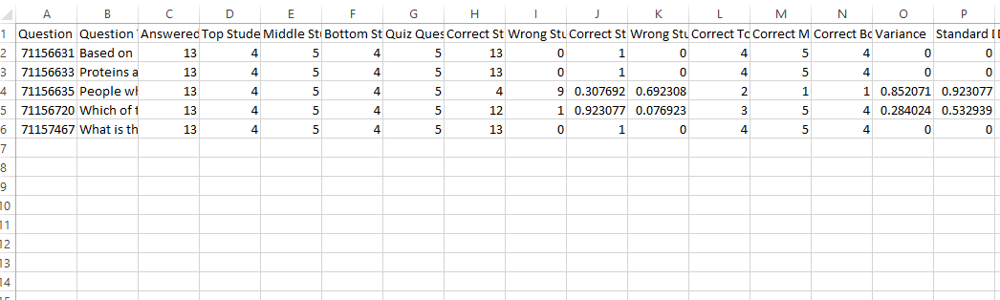 A B C D E F G H I J K L M N O P
1 Question Question Answered Top Stude Middle Stu Bottom St Quiz Ques Correct St Wrong Stu Correct St Wrong Stu Correct To Correct M Correct Bo Variance Standard D
2 71156631 Based on 13 4 5 4 5 13 0 1 0 4 5 4 0 0
3 71156633 Proteins a 13 4 5 4 5 13 0 1 0 4 5 4 0 0
4 71156635 People wh 13 4 5 4 5 4 9 0.307692 0.692308 2 1 1 0.852071 0.923077
5 71156720 Which of t 13 4 5 4 5 12 1 0.923077 0.076923 3 5 4 0.284024 0.532939
6 71157467 What is th 13 4 5 4 5 13 0 1 0 4 5 4 0 0
7
8
9
10
11
12
13
14